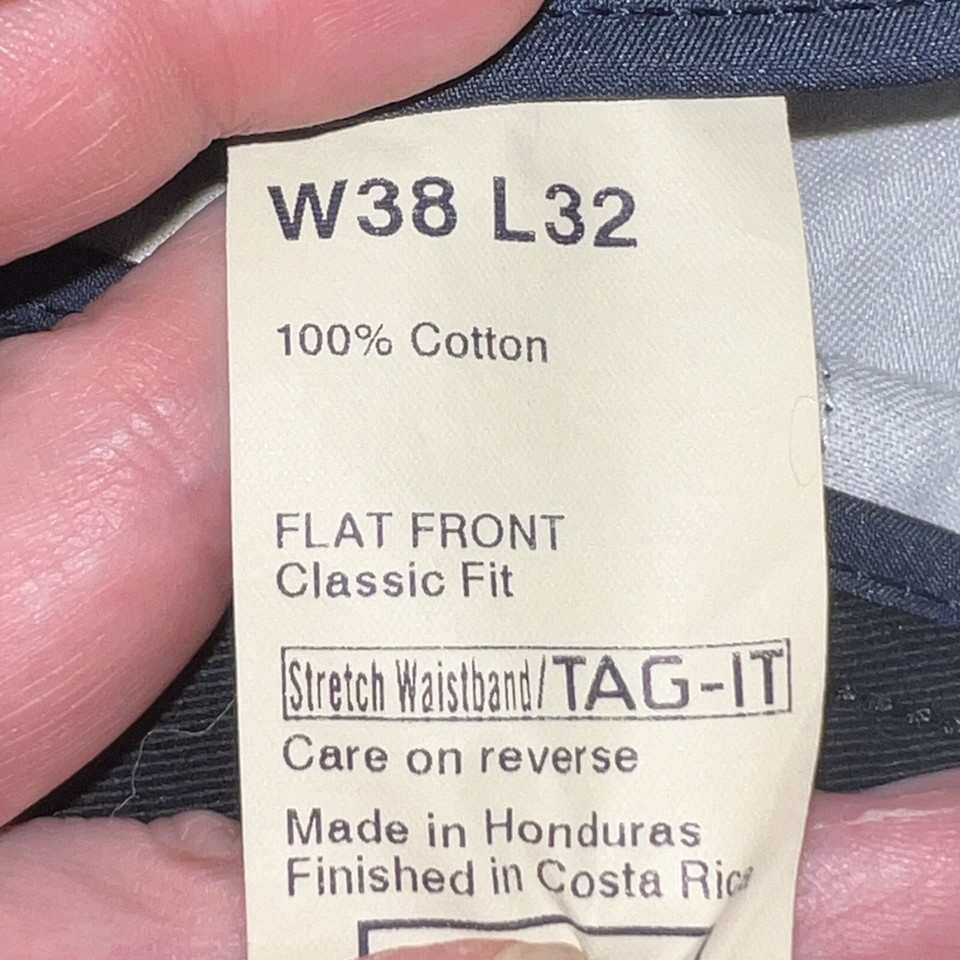 W38 L32
100% Cotton
FLAT FRONT
Classic Fit
Stretch Waistband/TAG-IT
Care on reverse
Made in Honduras
Finished in Costa Rica